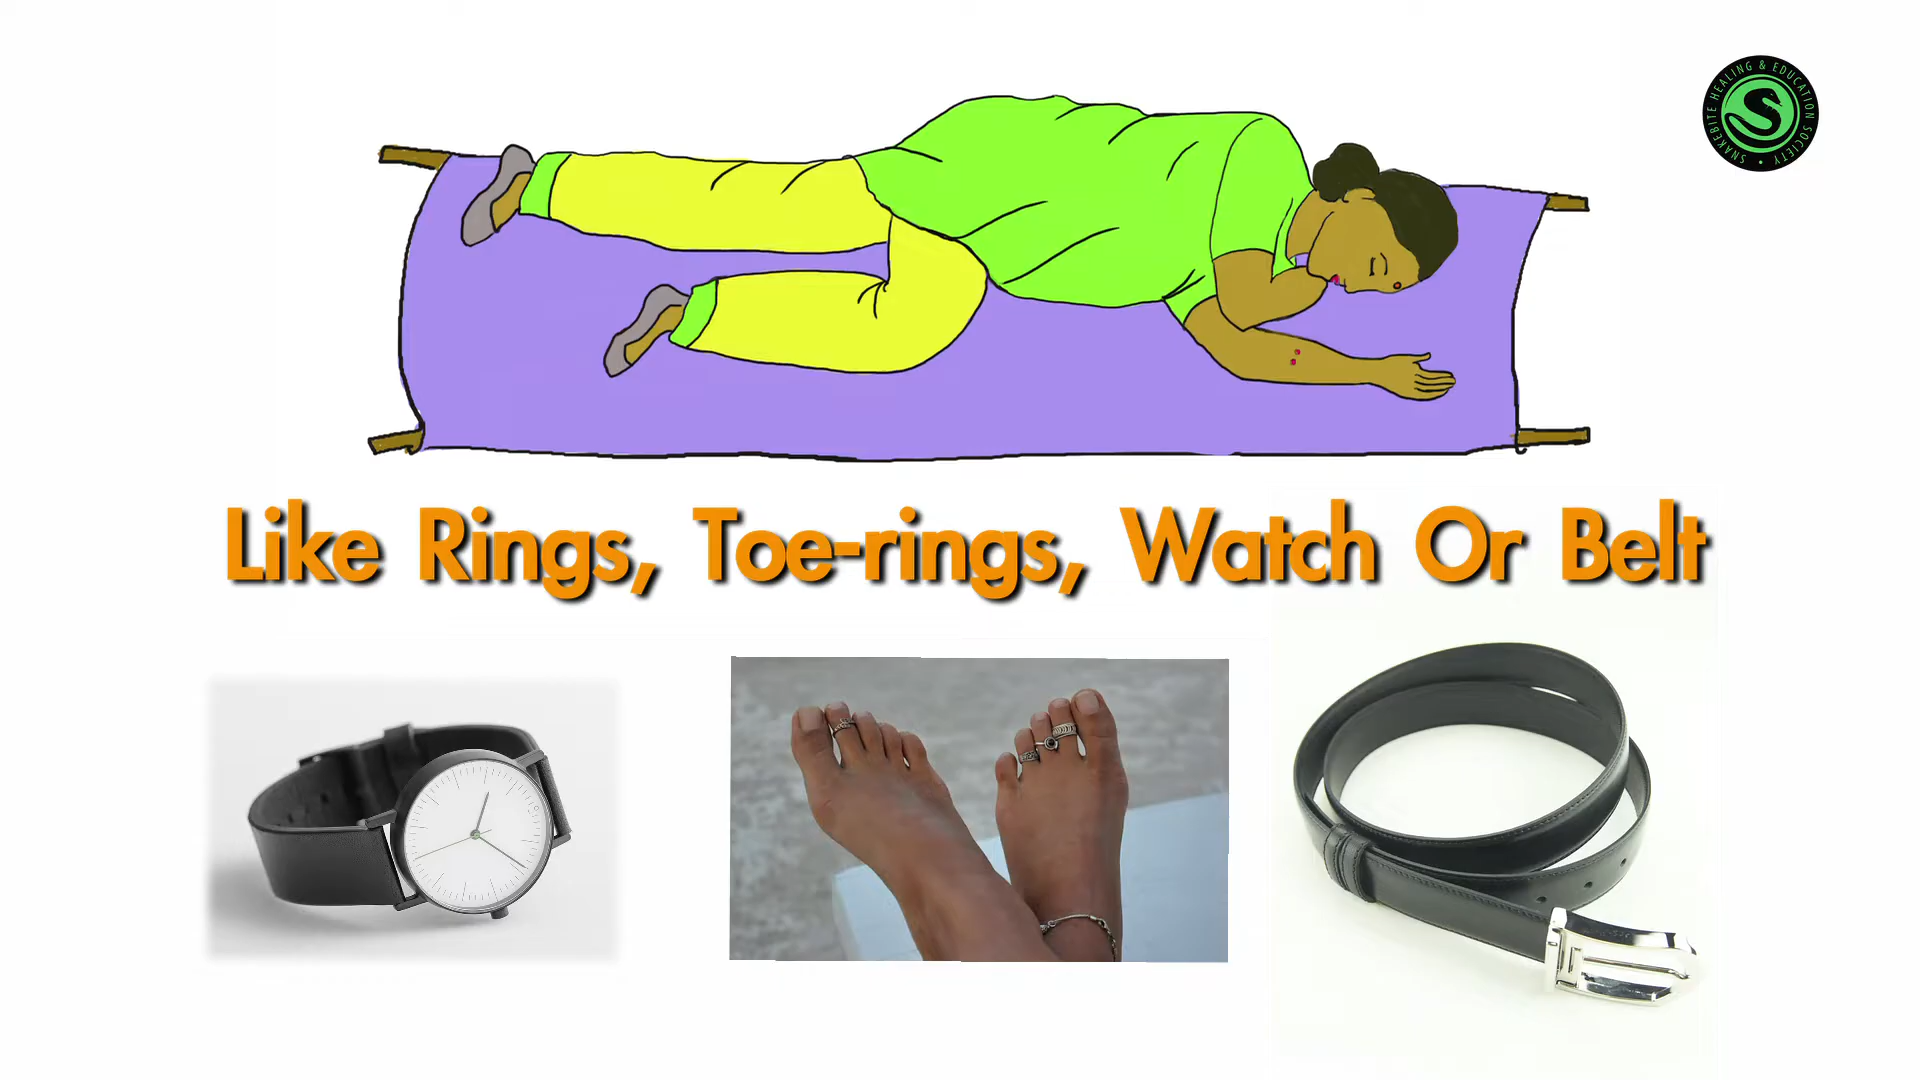 SNAKEBITE HEALING & EDUCATION SOCIETY •
Like Rings, Toe-rings, Watch Or Belt